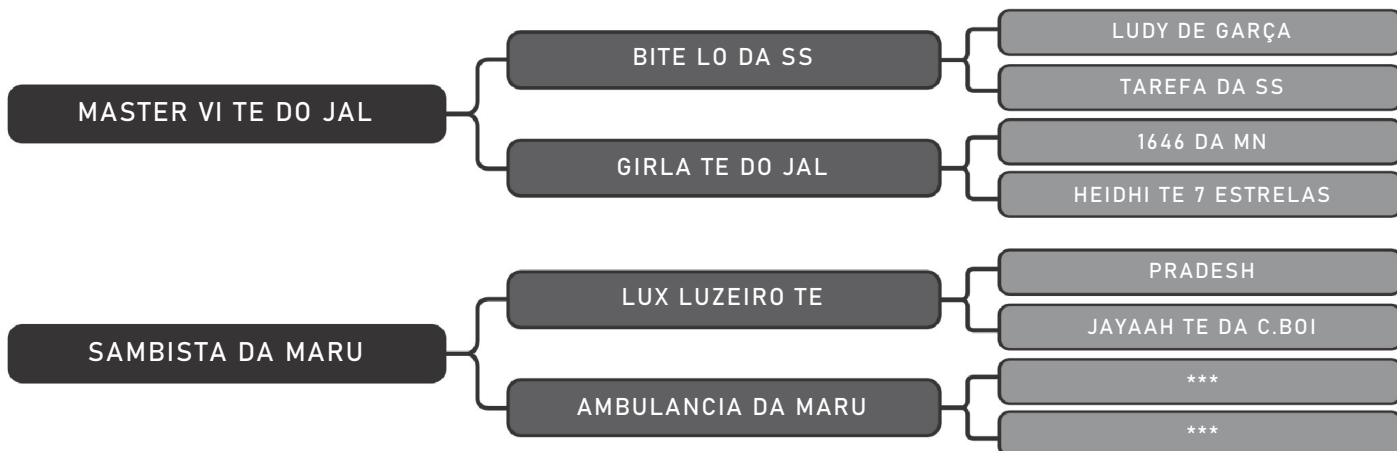 MASTER VI TE DO JAL
BITE LO DA SS
LUDY DE GARÇA
TAREFA DA SS
GIRLA TE DO JAL
1646 DA MN
HEIDHI TE 7 ESTRELAS
SAMBISTA DA MARU
LUX LUZEIRO TE
PRADESH
JAYAAH TE DA C.BOI
AMBULANCIA DA MARU
***
***